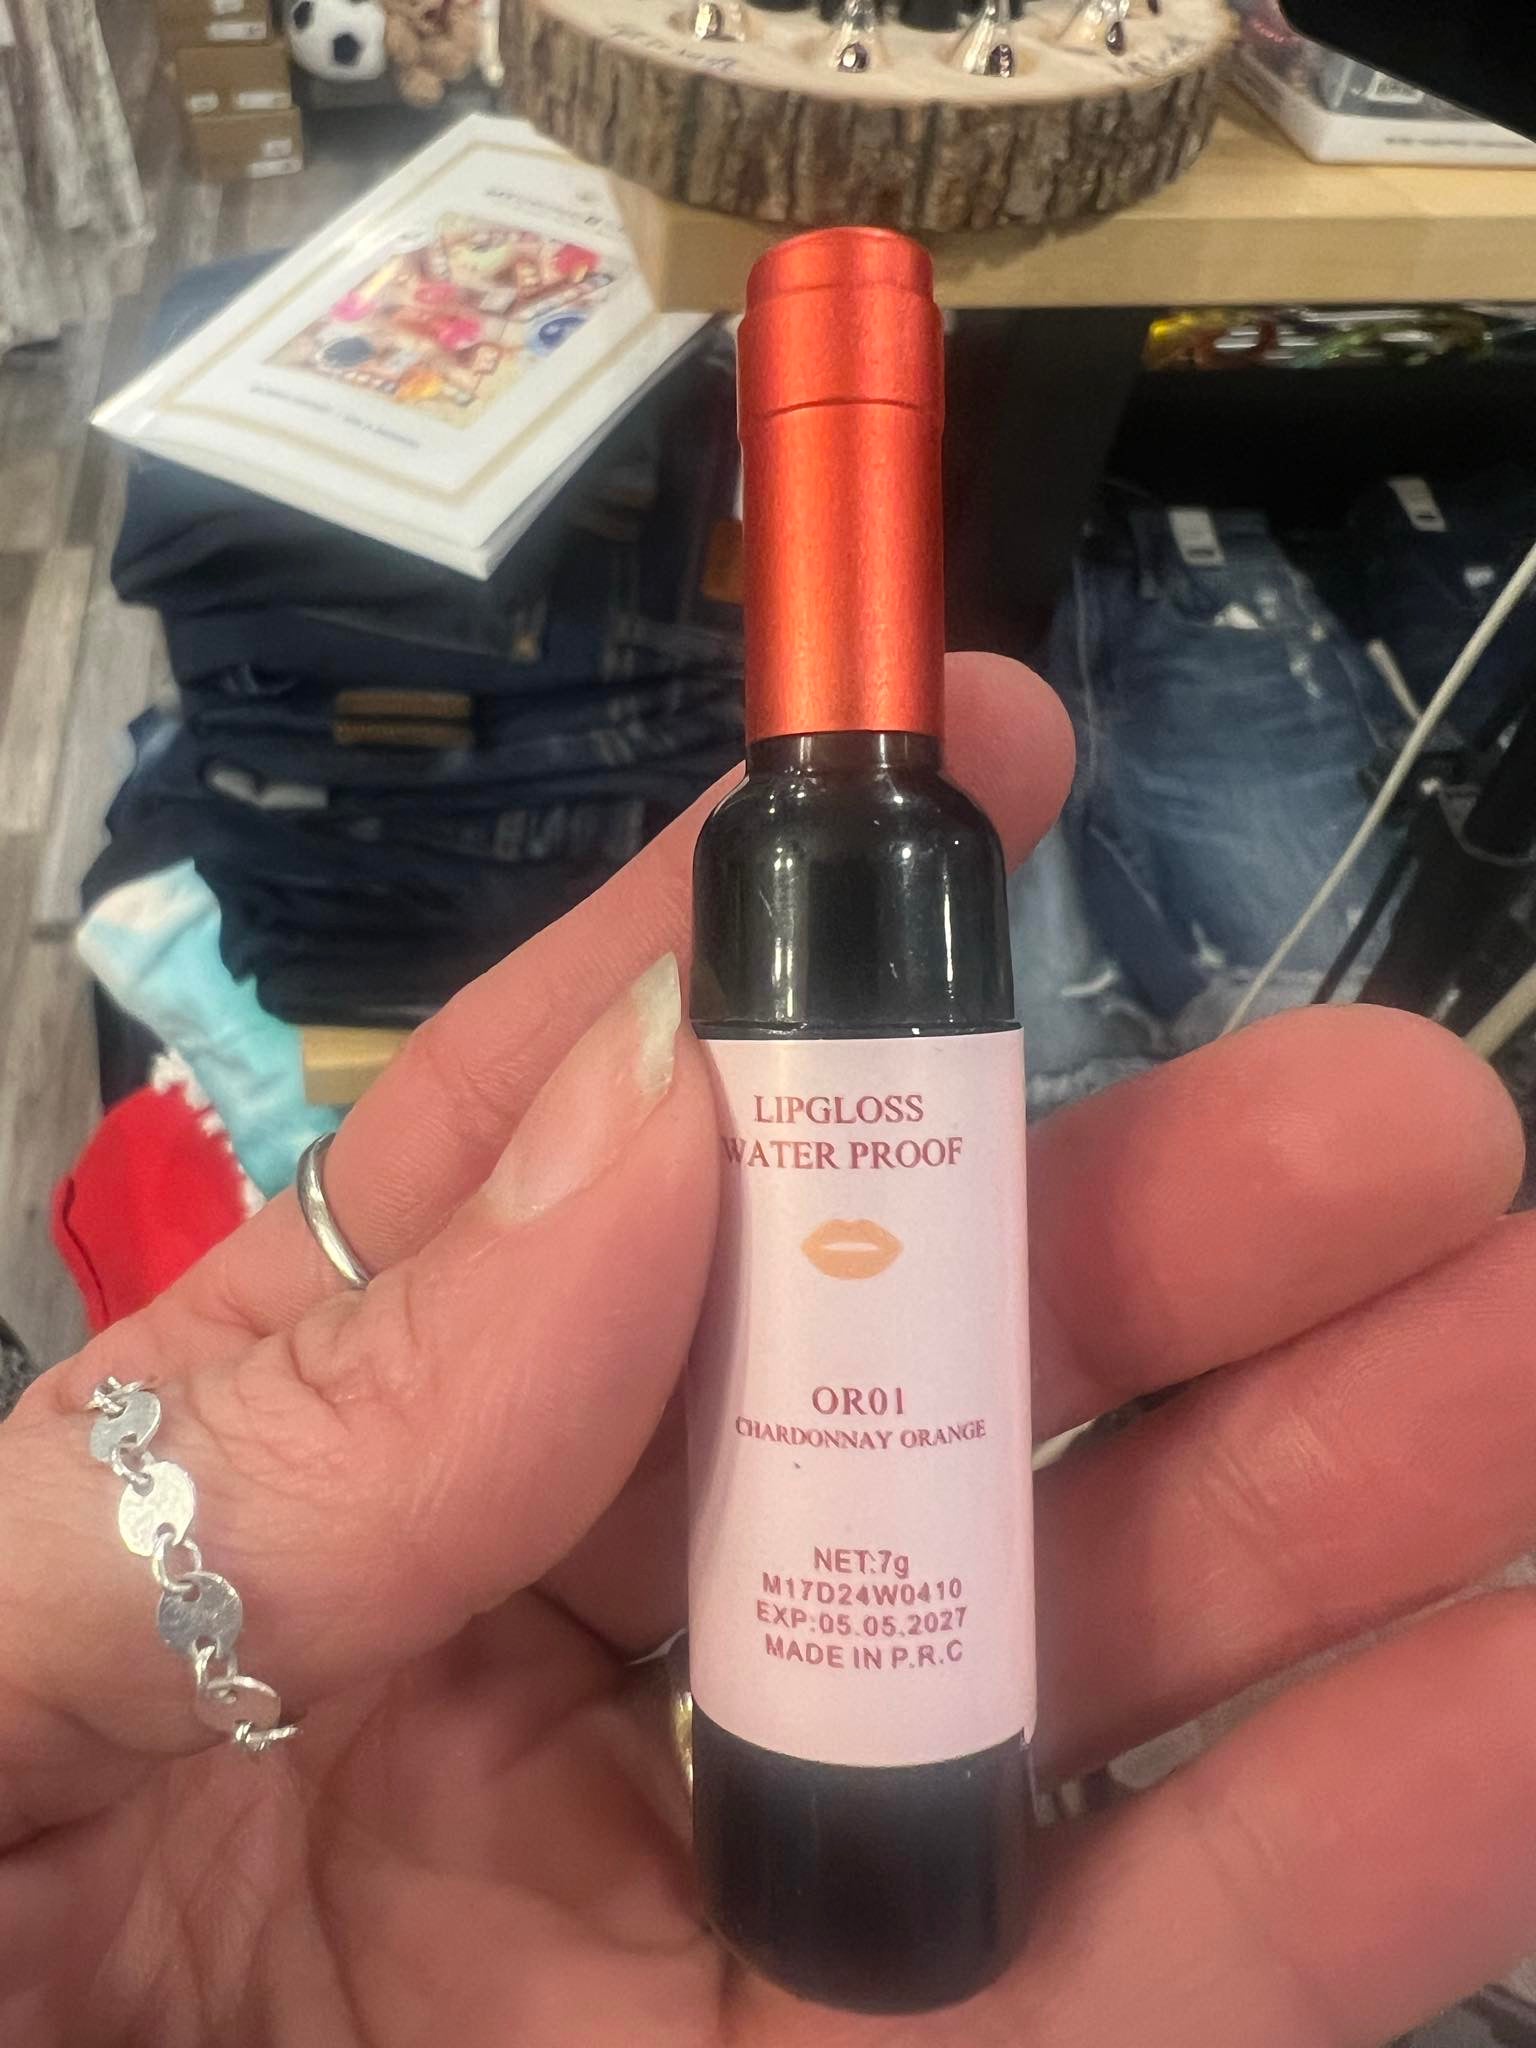 LIPGLOSS
WATER PROOF
OR01
CHARDONNAY ORANGE
NET:7g
M17D24W0410
EXP:05.05.2027
MADE IN P.R.C